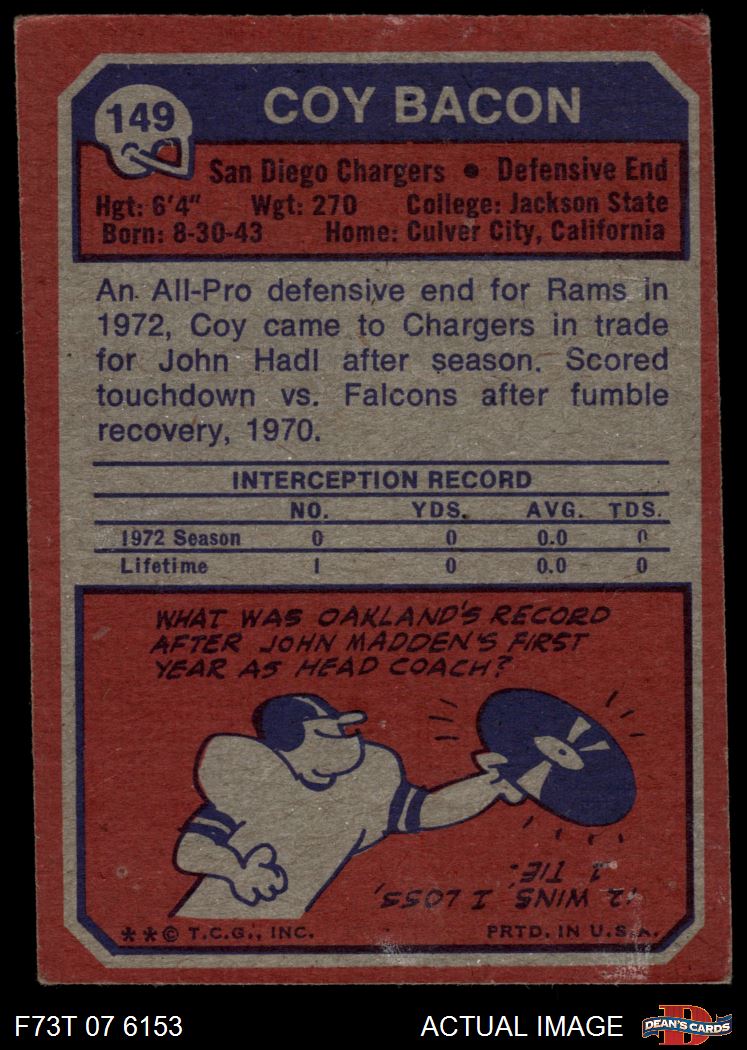 149
COY BACON
San Diego Chargers • Defensive End
Hgt: 6'4" Wgt: 270 College: Jackson State
Born: 8-30-43 Home: Culver City, California
An All-Pro defensive end for Rams in
1972, Coy came to Chargers in trade
for John Hadl after season. Scored
touchdown vs. Falcons after fumble
recovery, 1970.
INTERCEPTION RECORD
NO. YDS. AVG. TDS.
1972 Season 0 0 0.0 0
Lifetime 1 0 0.0 0
WHAT WAS OAKLAND'S RECORD
AFTER JOHN MADDEN'S FIRST
YEAR AS HEAD COACH?
12 WINS, 1 LOSS,
1 TIE.
**© T.C.G., INC. PRTD. IN U.S.A.
F73T 07 6153 ACTUAL IMAGE
D
DEAN'S CARDS